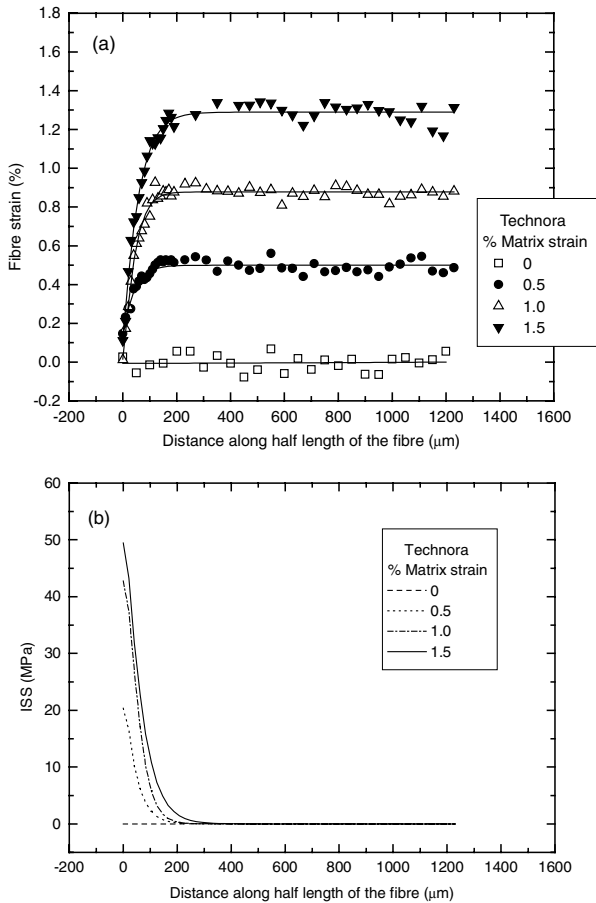 (a)
1.8
1.6
1.4
1.2
1.0
0.8
0.6
0.4
0.2
0.0
-0.2
Fibre strain (%)
-200 0 200 400 600 800 1000 1200 1400 1600
Distance along half length of the fibre (μm)
Technora
% Matrix strain
0
0.5
1.0
1.5
(b)
60
50
40
30
20
10
0
ISS (MPa)
-200 0 200 400 600 800 1000 1200 1400 1600
Distance along half length of the fibre (μm)
Technora
% Matrix strain
0
0.5
1.0
1.5